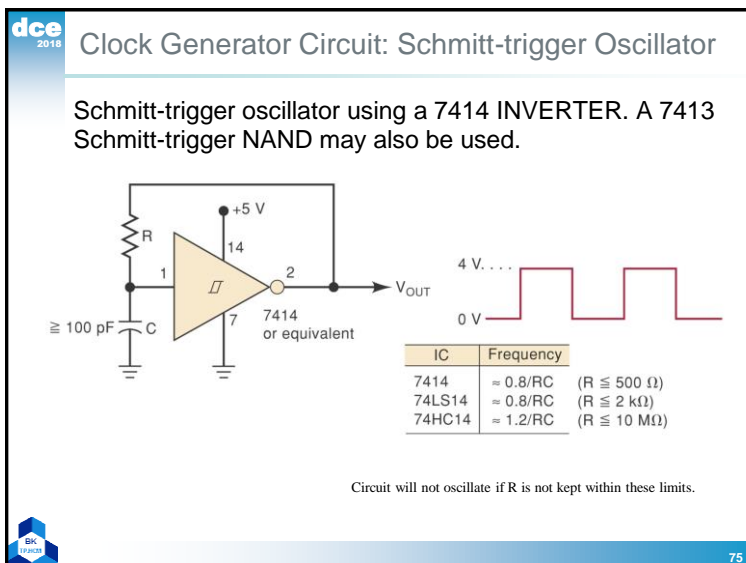 dce
2018
Clock Generator Circuit: Schmitt-trigger Oscillator
Schmitt-trigger oscillator using a 7414 INVERTER. A 7413
Schmitt-trigger NAND may also be used.
+5 V
R
14
1
2
VOUT
7414
or equivalent
7
≧ 100 pF
C
4 V. . . .
0 V
IC Frequency
7414 ≈ 0.8/RC (R ≦ 500 Ω)
74LS14 ≈ 0.8/RC (R ≦ 2 kΩ)
74HC14 ≈ 1.2/RC (R ≦ 10 MΩ)
Circuit will not oscillate if R is not kept within these limits.
BK
TP.HCM
75